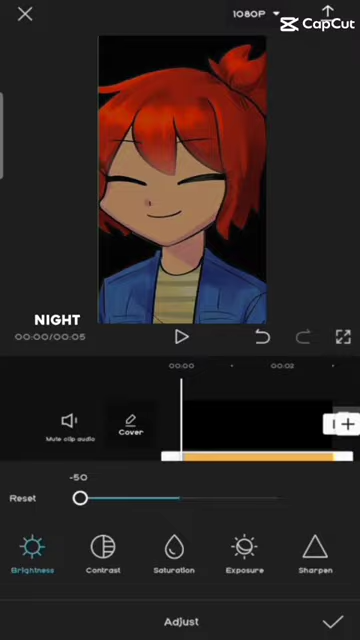 1080P
CapCut
NIGHT
00:00/00:05
00:00
00:02
Mute clip audio
Cover
-50
Reset
Brightness
Contrast
Saturation
Exposure
Sharpen
Adjust